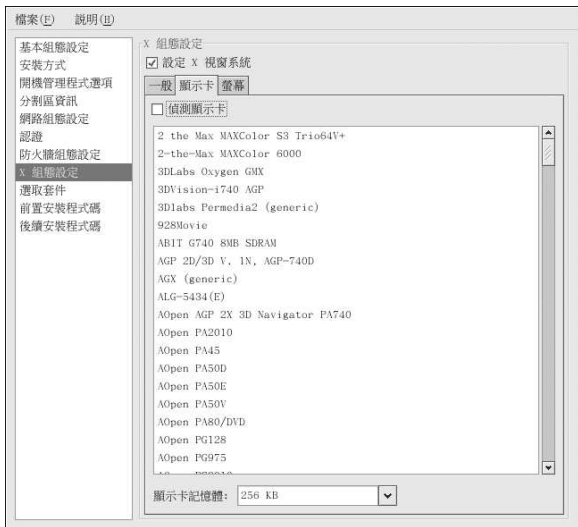 檔案(F) 說明(H)
基本組態設定
安裝方式
開機管理程式選項
分割區資訊
網路組態設定
認證
防火牆組態設定
X 組態設定
選取套件
前置安裝程式碼
後續安裝程式碼
X 組態設定
設定 X 視窗系統
一般 顯示卡 螢幕
偵測顯示卡
2 the Max MAXColor S3 Trio64V+
2-the-Max MAXColor 6000
3DLabs Oxygen GMX
3DVision-i740 AGP
3Dlabs Permedia2 (generic)
928Movie
ABIT G740 8MB SDRAM
AGP 2D/3D V. 1N, AGP-740D
AGX (generic)
ALG-5434(E)
AOpen AGP 2X 3D Navigator PA740
AOpen PA2010
AOpen PA45
AOpen PA50D
AOpen PA50E
AOpen PA50V
AOpen PA80/DVD
AOpen PG128
AOpen PG975
顯示卡記憶體: 256 KB